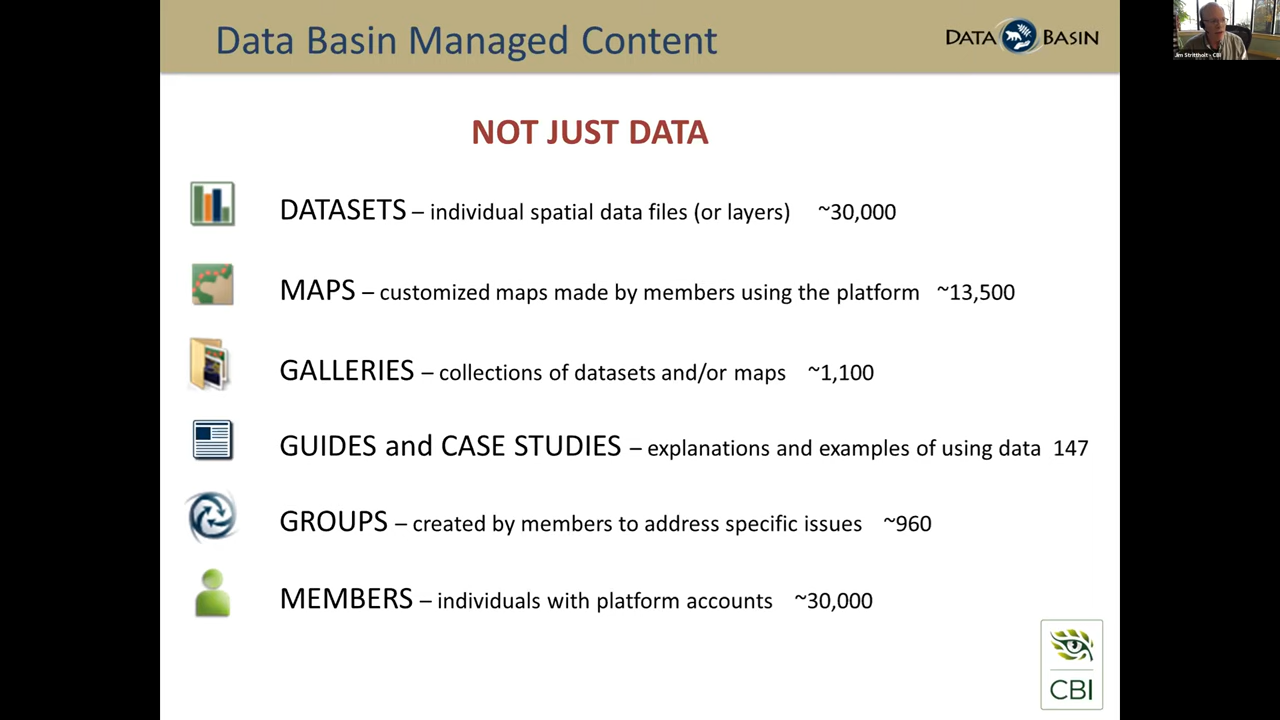 Data Basin Managed Content
DATA BASIN
Jim Strittholt - CBI
NOT JUST DATA
DATASETS – individual spatial data files (or layers) ~30,000
MAPS – customized maps made by members using the platform ~13,500
GALLERIES – collections of datasets and/or maps ~1,100
GUIDES and CASE STUDIES – explanations and examples of using data 147
GROUPS – created by members to address specific issues ~960
MEMBERS – individuals with platform accounts ~30,000
CBI